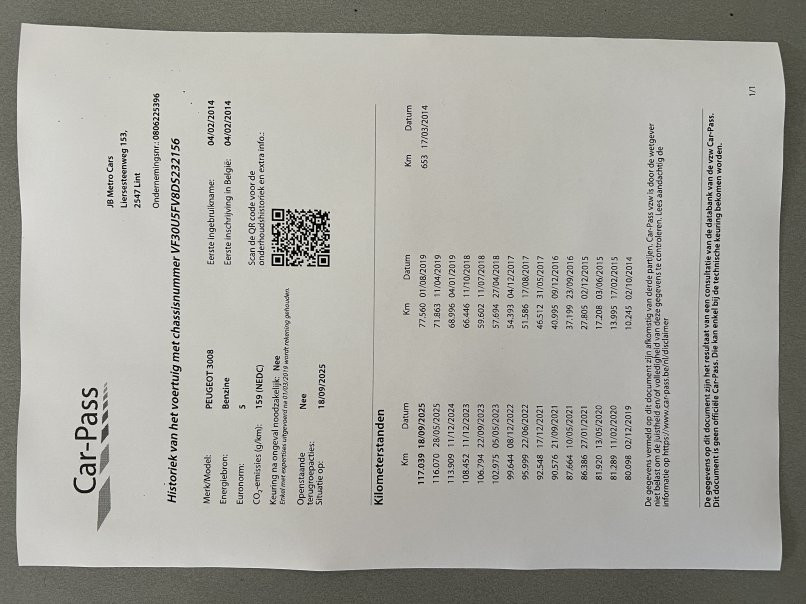 Car-Pass
JB Metro Cars
Liersesteenweg 153,
2547 Lint
Ondernemingsnr.: 0806225396
Historiek van het voertuig met chassisnummer VF30U5FV8DS232156
Merk/Model: PEUGEOT 3008
Energiebron: Benzine
Euronorm: 5
CO₂-emissies (g/km): 159 (NEDC)
Keuring na ongeval noodzakelijk: Nee
Enkel met expertises uitgevoerd na 01/03/2019 wordt rekening gehouden.
Openstaande Nee
terugroepacties:
Situatie op: 18/09/2025
Eerste ingebruikname: 04/02/2014
Eerste inschrijving in België: 04/02/2014
Scan de QR code voor de
onderhoudshistoriek en extra info.:
Kilometerstanden
Km Datum Km Datum Km Datum
117.039 18/09/2025 77.560 01/08/2019 653 17/03/2014
116.070 28/05/2025 71.863 11/04/2019
113.909 11/12/2024 68.996 04/01/2019
108.452 11/12/2023 66.446 11/10/2018
106.794 22/09/2023 59.602 11/07/2018
102.975 05/05/2023 57.694 27/04/2018
99.644 08/12/2022 54.393 04/12/2017
95.999 22/06/2022 51.586 17/08/2017
92.548 17/12/2021 46.512 31/05/2017
90.576 21/09/2021 40.995 09/12/2016
87.664 10/05/2021 37.199 23/09/2016
86.386 27/01/2021 27.805 02/12/2015
81.920 13/05/2020 17.208 03/06/2015
81.289 11/02/2020 13.995 17/02/2015
80.098 02/12/2019 10.245 02/10/2014
De gegevens vermeld op dit document zijn afkomstig van derde partijen. Car-Pass vzw is door de wetgever
niet belast om de juistheid en/of volledigheid van deze gegevens te controleren. Lees aandachtig de
informatie op https://www.car-pass.be/nl/disclaimer
De gegevens op dit document zijn het resultaat van een consultatie van de databank van de vzw Car-Pass.
Dit document is geen officiële Car-Pass. Die kan enkel bij de technische keuring bekomen worden.
1/1